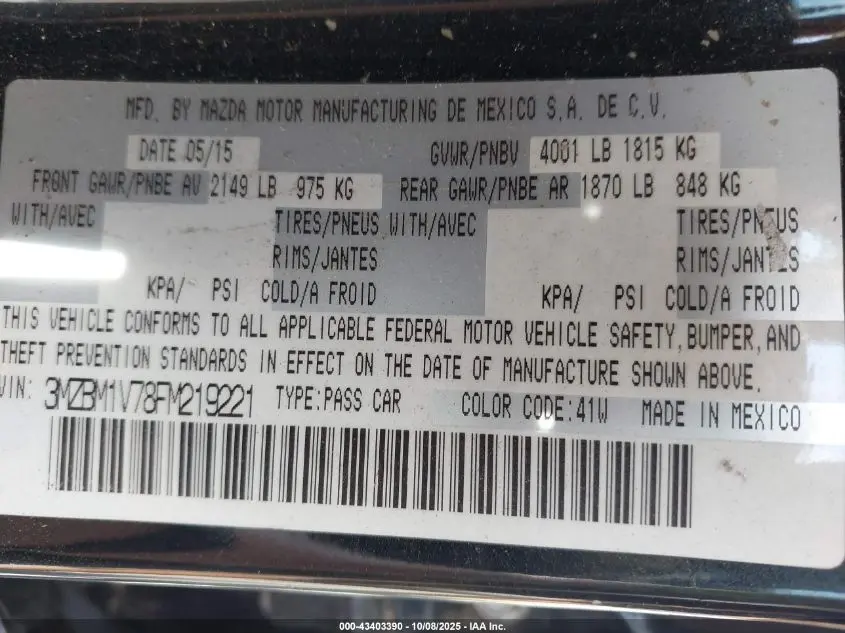 MFD. BY MAZDA MOTOR MANUFACTURING DE MEXICO S.A. DE C.V.
DATE 05/15 GVWR/PNBV 4001 LB 1815 KG
FRONT GAWR/PNBE AV 2149 LB 975 KG REAR GAWR/PNBE AR 1870 LB 848 KG
WITH/AVEC TIRES/PNEUS WITH/AVEC TIRES/PNEUS
RIMS/JANTES RIMS/JANTES
KPA/ PSI COLD/A FROID KPA/ PSI COLD/A FROID
THIS VEHICLE CONFORMS TO ALL APPLICABLE FEDERAL MOTOR VEHICLE SAFETY, BUMPER, AND
THEFT PREVENTION STANDARDS IN EFFECT ON THE DATE OF MANUFACTURE SHOWN ABOVE.
VIN: 3MZBM1V78FM219221 TYPE:PASS CAR COLOR CODE:41W MADE IN MEXICO
000-43403390 - 10/08/2025 - IAA Inc.